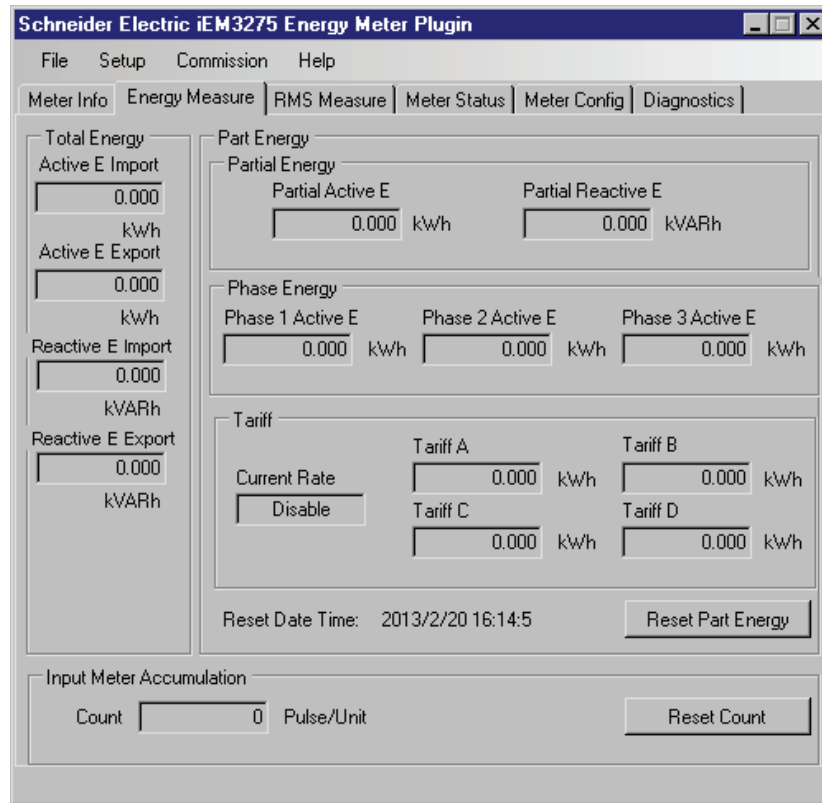 Schneider Electric iEM3275 Energy Meter Plugin
File Setup Commission Help
Meter Info Energy Measure RMS Measure Meter Status Meter Config Diagnostics
Total Energy
Active E Import
0.000
kWh
Active E Export
0.000
kWh
Reactive E Import
0.000
kVARh
Reactive E Export
0.000
kVARh
Part Energy
Partial Energy
Partial Active E Partial Reactive E
0.000 kWh 0.000 kVARh
Phase Energy
Phase 1 Active E Phase 2 Active E Phase 3 Active E
0.000 kWh 0.000 kWh 0.000 kWh
Tariff
Current Rate
Disable
Tariff A Tariff B
0.000 kWh 0.000 kWh
Tariff C Tariff D
0.000 kWh 0.000 kWh
Reset Date Time: 2013/2/20 16:14:5 Reset Part Energy
Input Meter Accumulation
Count 0 Pulse/Unit Reset Count